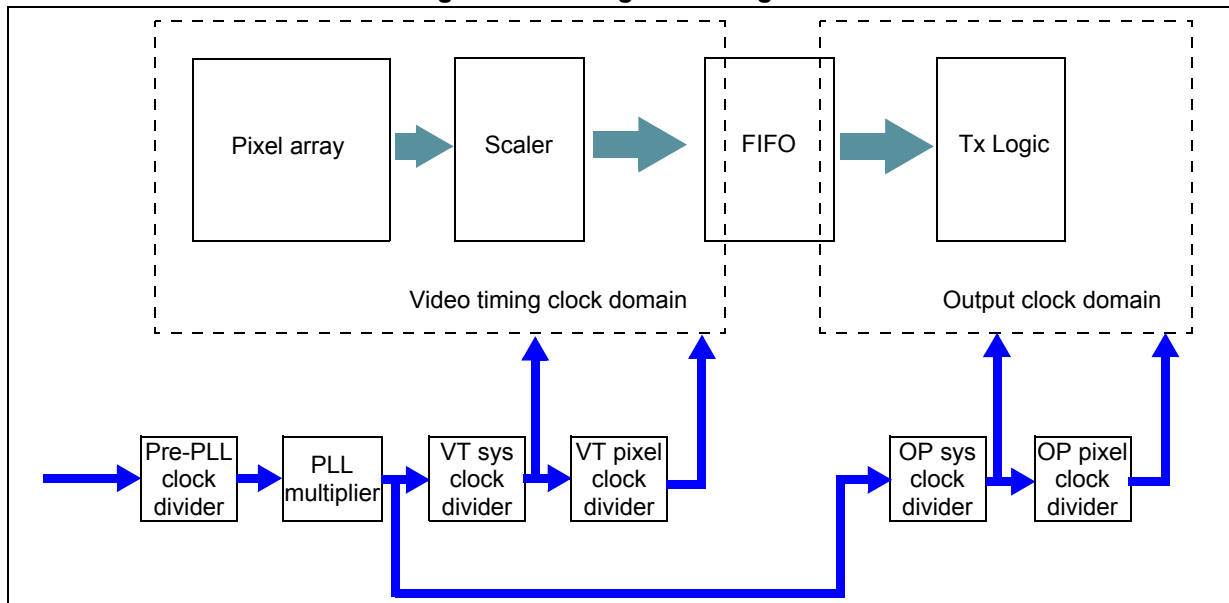 Pixel array
Scaler
FIFO
Tx Logic
Video timing clock domain
Output clock domain
Pre-PLL
clock
divider
PLL
multiplier
VT sys
clock
divider
VT pixel
clock
divider
OP sys
clock
divider
OP pixel
clock
divider